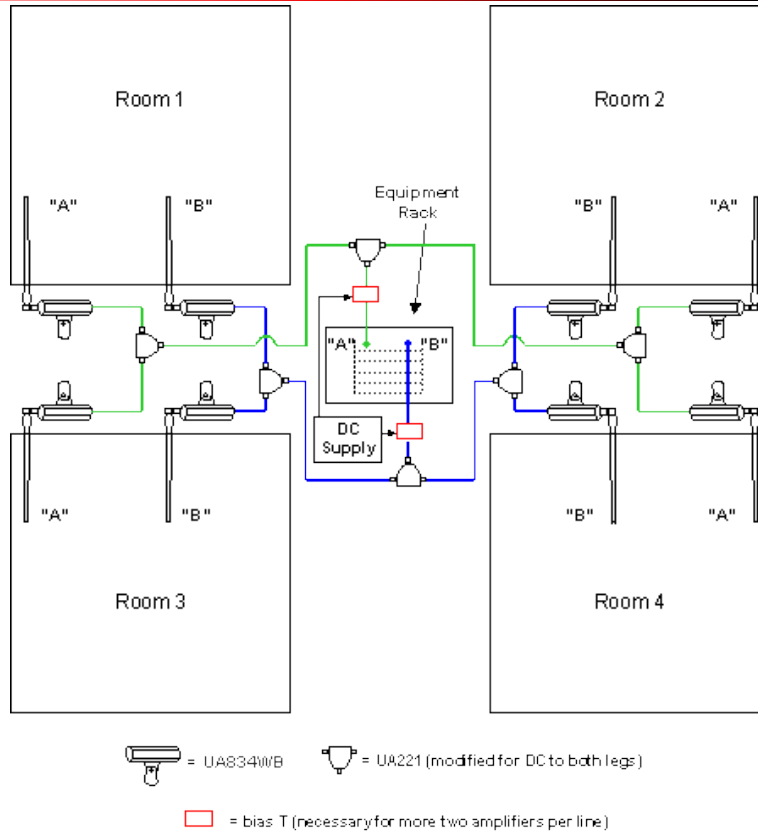 Room 1
Room 2
"A"
"B"
Equipment
Rack
"B"
"A"
"A"
"B"
DC
Supply
"A"
"B"
"B"
"A"
Room 3
Room 4
= UA834WB
= UA221 (modified for DC to both legs)
= bias T (necessary for more two amplifiers per line)